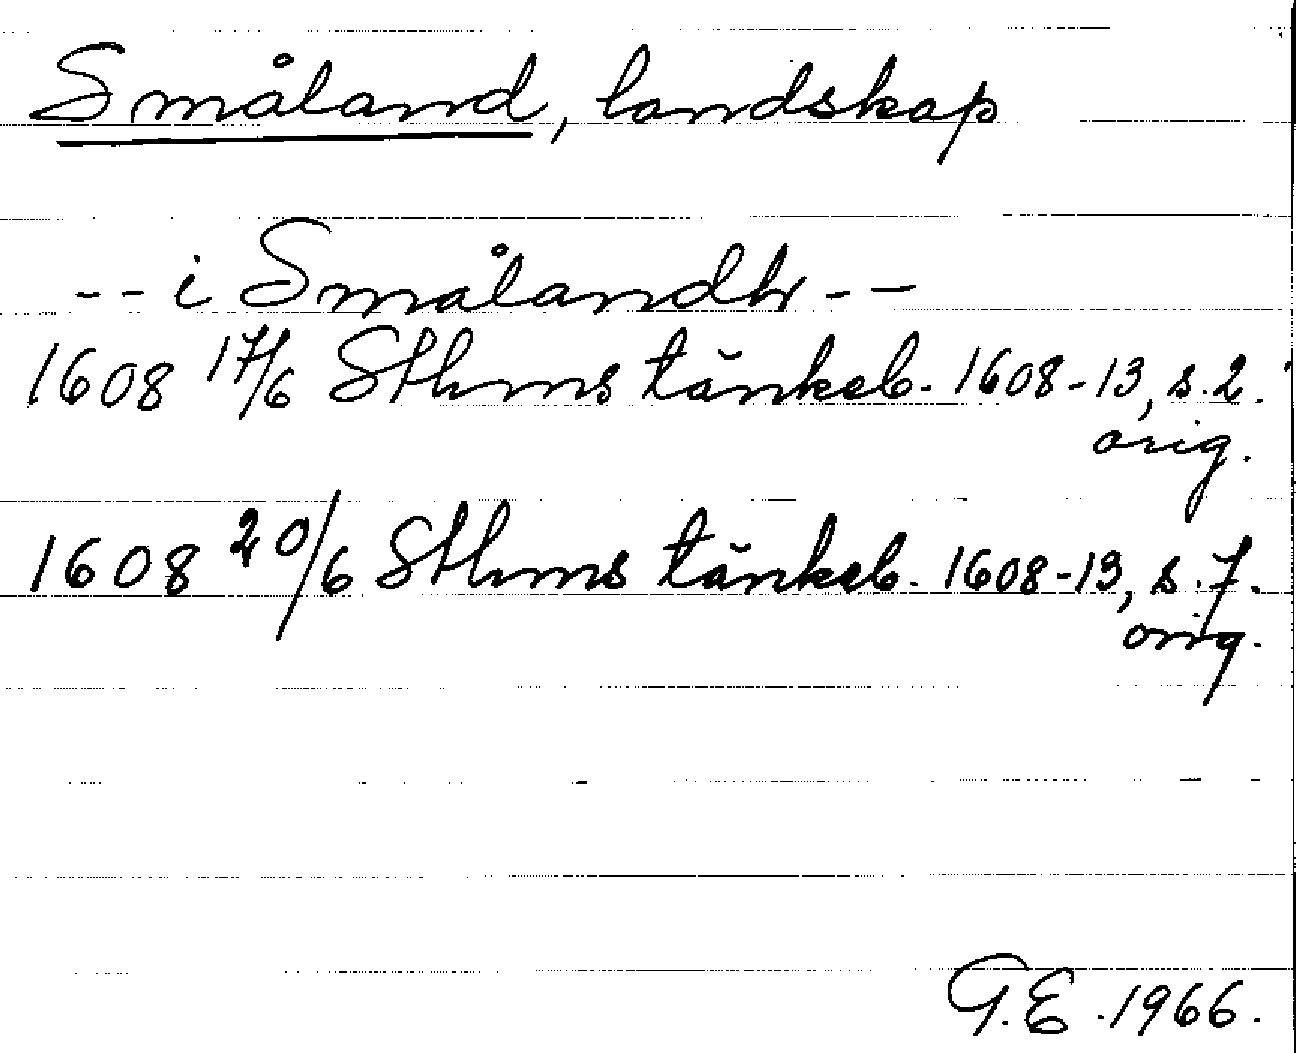 Småland, landskap
-- i Smålandh --
1608 17/6 Sthms tänkeb. 1608-13, s. 2.
orig.
1608 20/6 Sthms tänkeb. 1608-13, s. 7.
orig.
G.E. 1966.